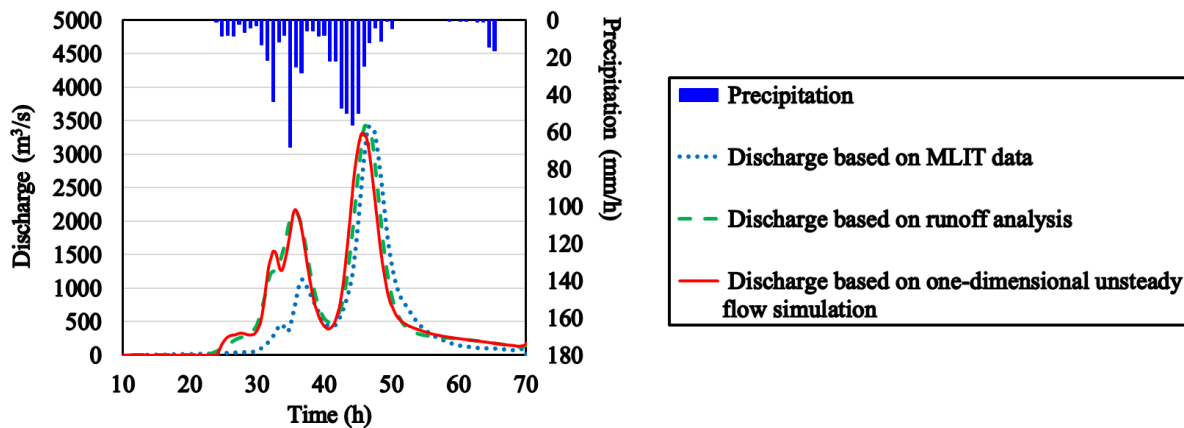 5000
4500
4000
3500
3000
2500
2000
1500
1000
500
0
Discharge (m³/s)
10 20 30 40 50 60 70
Time (h)
0
20
40
60
80
100
120
140
160
180
Precipitation (mm/h)
Precipitation
Discharge based on MLIT data
Discharge based on runoff analysis
Discharge based on one-dimensional unsteady
flow simulation